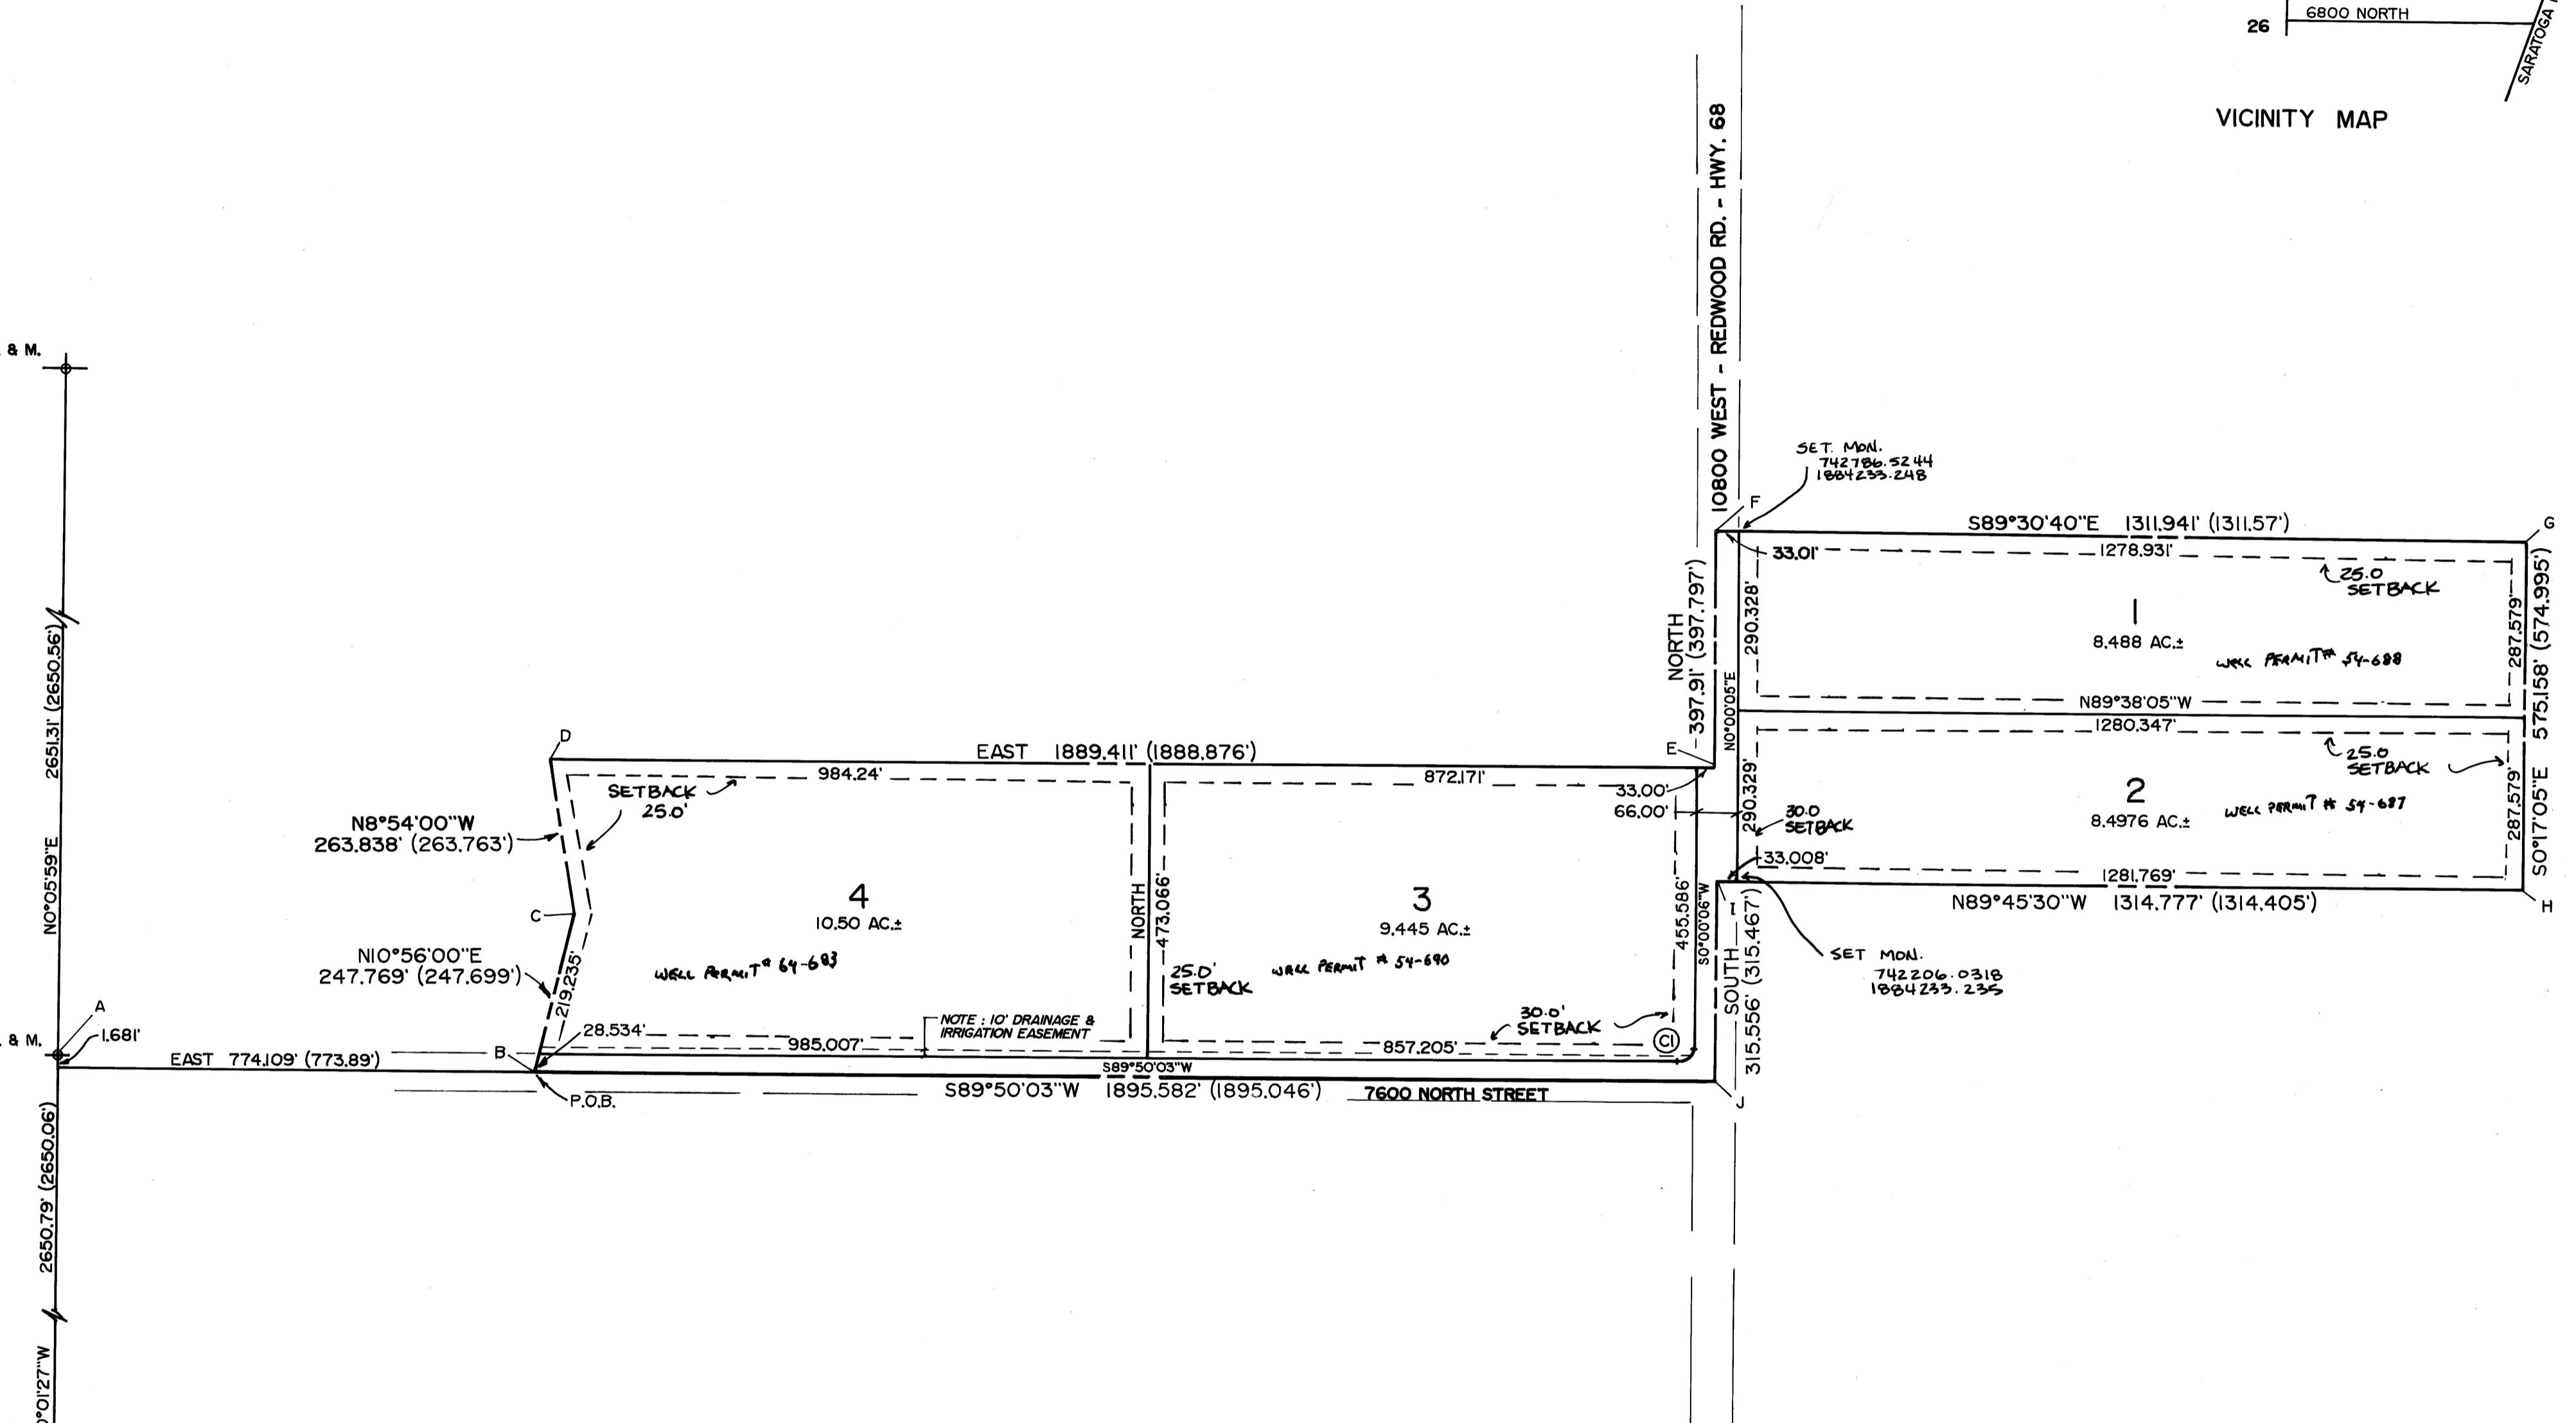 26
6800 NORTH
SARATOGA
VICINITY MAP
10800 WEST - REDWOOD RD. - HWY. 68
& M.
SET. MON.
742786.5244
1884233.248
F
S89°30'40"E 1311.941' (1311.57')
G
33.01'
1278.931'
25.0
SETBACK
1
8.488 AC.±
WELL PERMIT# 54-688
290.328'
287.579'
S0°17'05"E 575.158' (574.995')
N89°38'05"W
1280.347'
NORTH
397.91' (397.797')
N0°00'05"E
2651.31' (2650.56')
N0°05'59"E
D
EAST 1889.411' (1888.876')
E
984.24'
872.171'
33.00'
66.00'
SETBACK
25.0'
290.329'
30.0
SETBACK
25.0
SETBACK
2
8.4976 AC.±
WELL PERMIT # 54-687
287.579'
33.008'
1281.769'
N89°45'30"W 1314.777' (1314.405')
H
I
N8°54'00"W
263.838' (263.763')
C
N10°56'00"E
247.769' (247.699')
219.235'
4
10.50 AC.±
WELL PERMIT# 64-683
NORTH
473.066'
3
9.445 AC.±
WELL PERMIT # 54-690
25.0'
SETBACK
30.0'
SETBACK
455.586'
S0°00'06"W
SOUTH
315.556' (315.467')
SET MON.
742206.0318
1884233.235
A
1.681'
& M.
EAST 774.109' (773.89')
B
28.534'
NOTE : 10' DRAINAGE &
IRRIGATION EASEMENT
985.007'
857.205'
C1
S89°50'03"W
S89°50'03"W 1895.582' (1895.046')
7600 NORTH STREET
P.O.B.
J
2650.79' (2650.06')
0°01'27"W